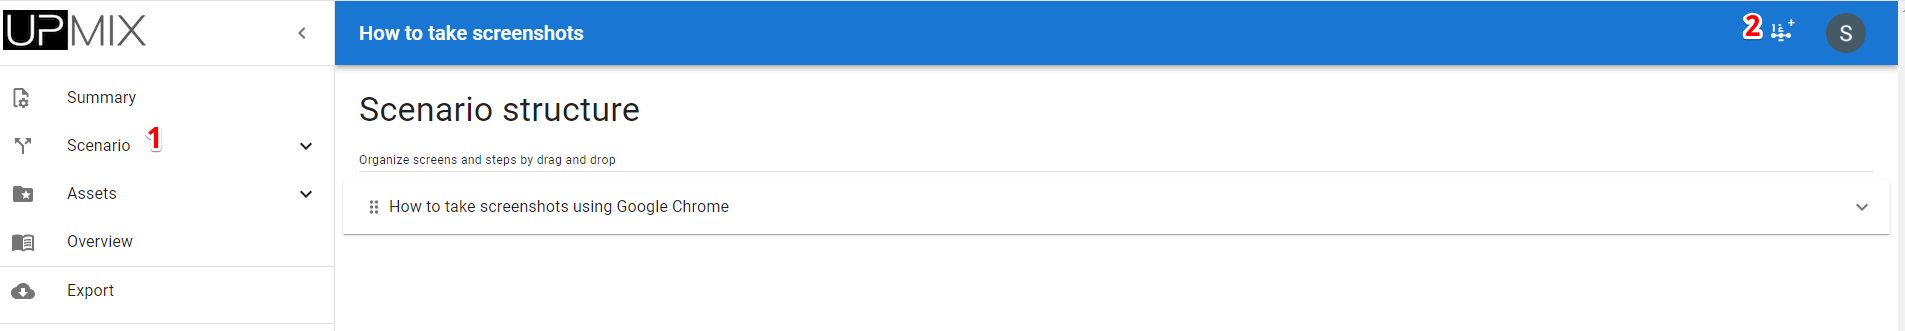 UPMIX
How to take screenshots
2
S
Summary
Scenario
1
Assets
Overview
Export
Scenario structure
Organize screens and steps by drag and drop
How to take screenshots using Google Chrome